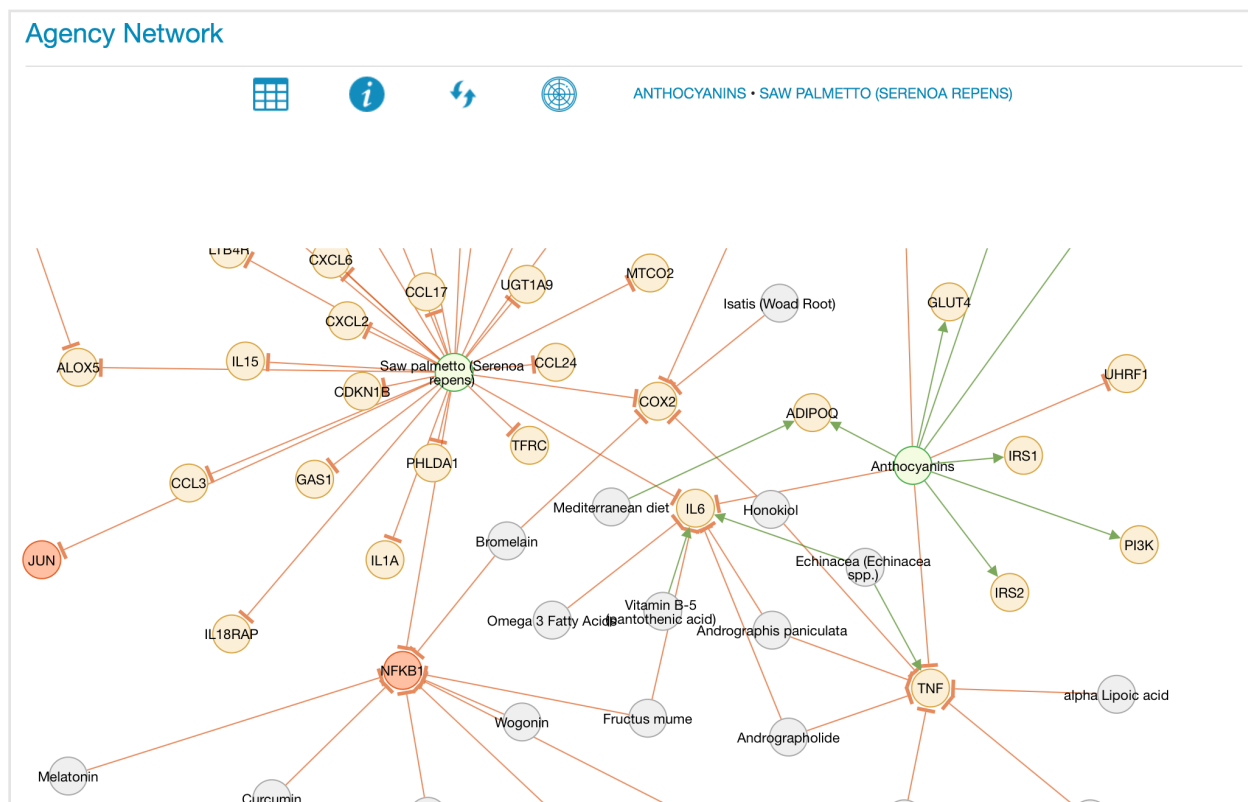 Agency Network
ANTHOCYANINS • SAW PALMETTO (SERENOA REPENS)
LTB4R
CXCL6
MTCO2
UGT1A9
CCL17
GLUT4
Isatis (Woad Root)
CXCL2
IL15
CCL24
ALOX5
Saw palmetto (Serenoa
repens)
UHRF1
CDKN1B
COX2
ADIPOQ
TFRC
IRS1
PHLDA1
Anthocyanins
GAS1
CCL3
Mediterranean diet
IL6
Honokiol
Bromelain
PI3K
JUN
IL1A
Echinacea (Echinacea
spp.)
IRS2
Vitamin B-5
(pantothenic acid)
Omega 3 Fatty Acids
Andrographis paniculata
IL18RAP
NFKB1
TNF
alpha Lipoic acid
Wogonin
Fructus mume
Andrographolide
Melatonin
Curcumin